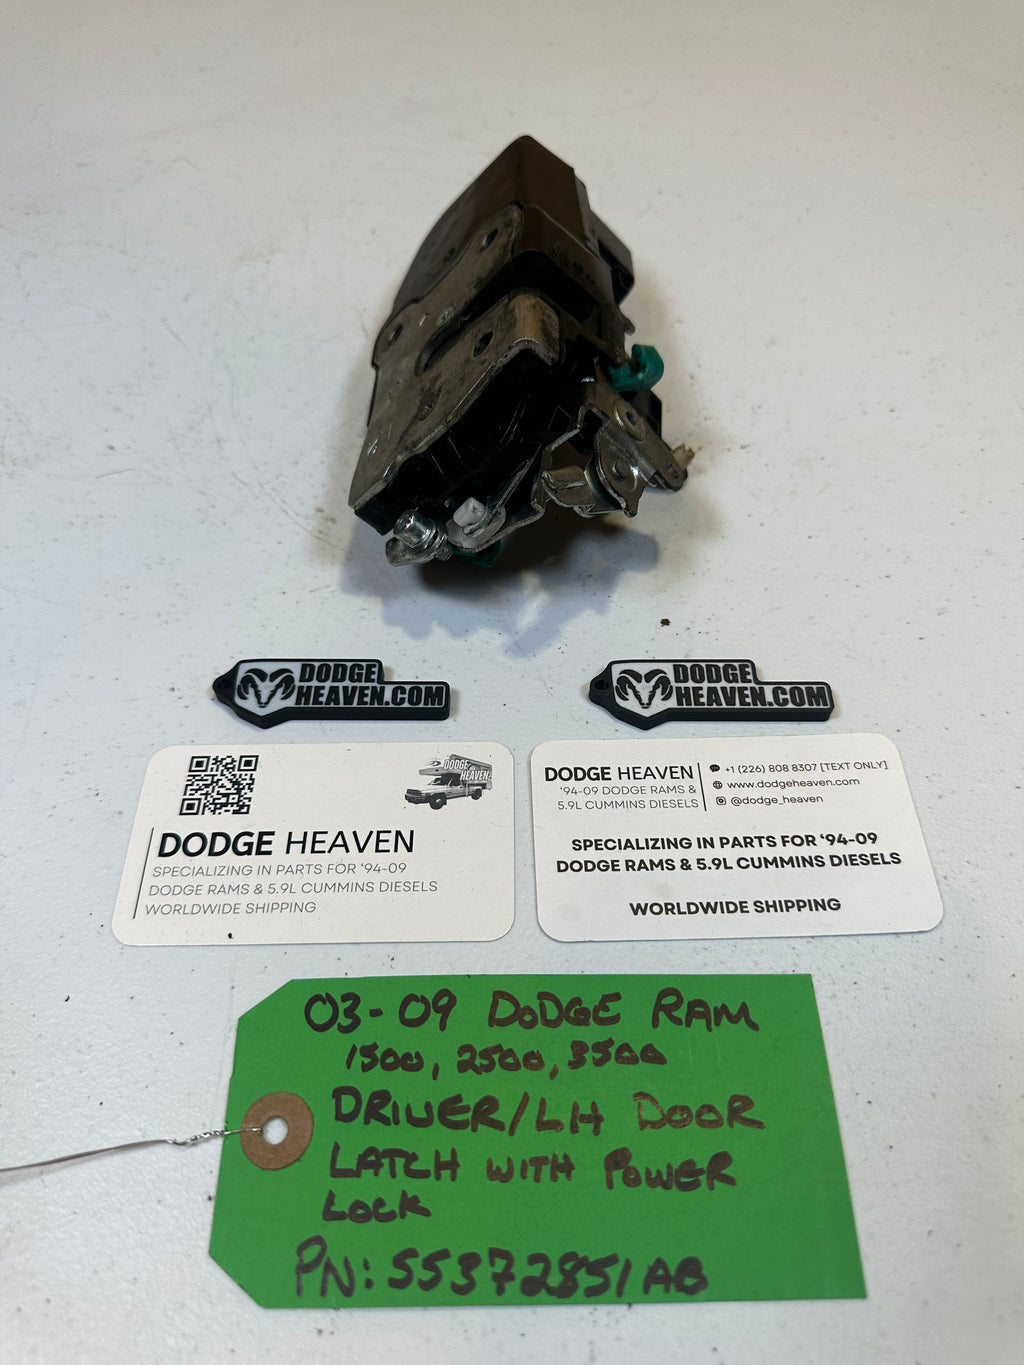 DODGE
HEAVEN.COM
DODGE
HEAVEN.COM
DODGE
HEAVEN
DODGE HEAVEN
SPECIALIZING IN PARTS FOR ‘94-09
DODGE RAMS & 5.9L CUMMINS DIESELS
WORLDWIDE SHIPPING
DODGE HEAVEN
‘94-09 DODGE RAMS &
5.9L CUMMINS DIESELS
+1 (226) 808 8307 [TEXT ONLY]
www.dodgeheaven.com
@dodge_heaven
SPECIALIZING IN PARTS FOR ‘94-09
DODGE RAMS & 5.9L CUMMINS DIESELS
WORLDWIDE SHIPPING
03-09 DODGE RAM
1500, 2500, 3500
DRIVER/LH DOOR
LATCH WITH POWER
LOCK
PN: 55372851AB